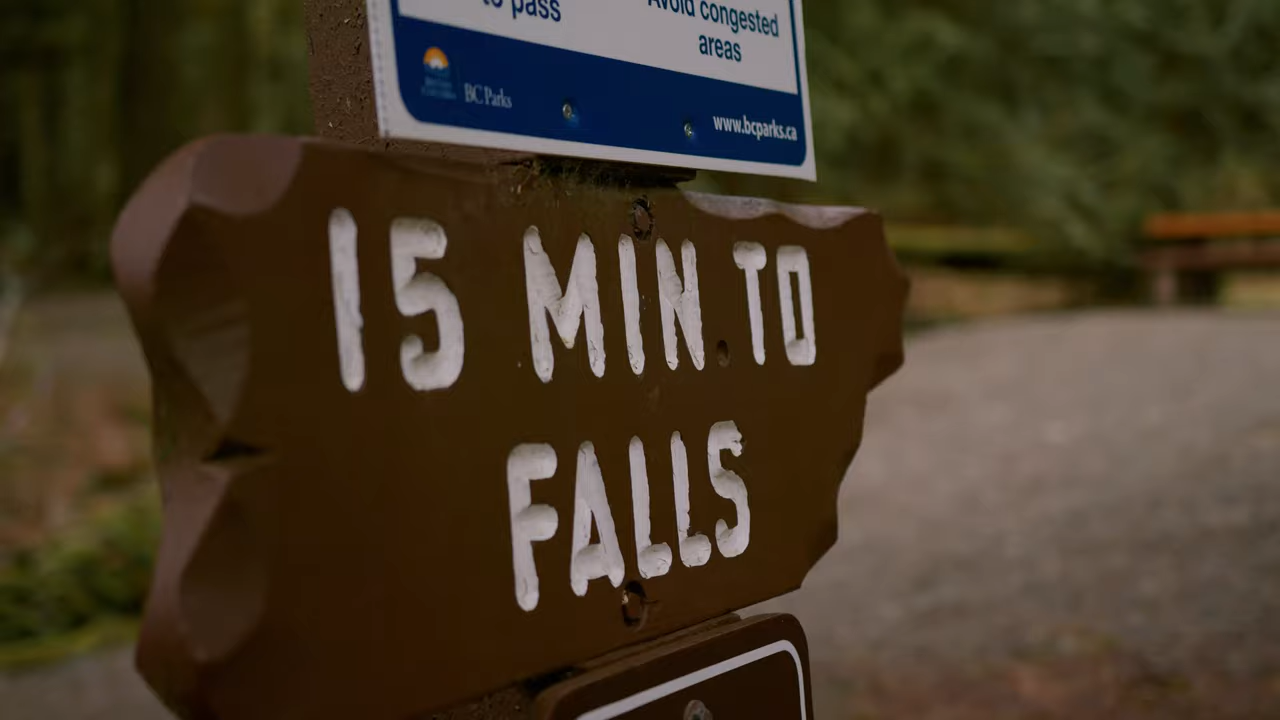 to pass
Avoid congested
areas
BC Parks
www.bcparks.ca
15 MIN. TO
FALLS